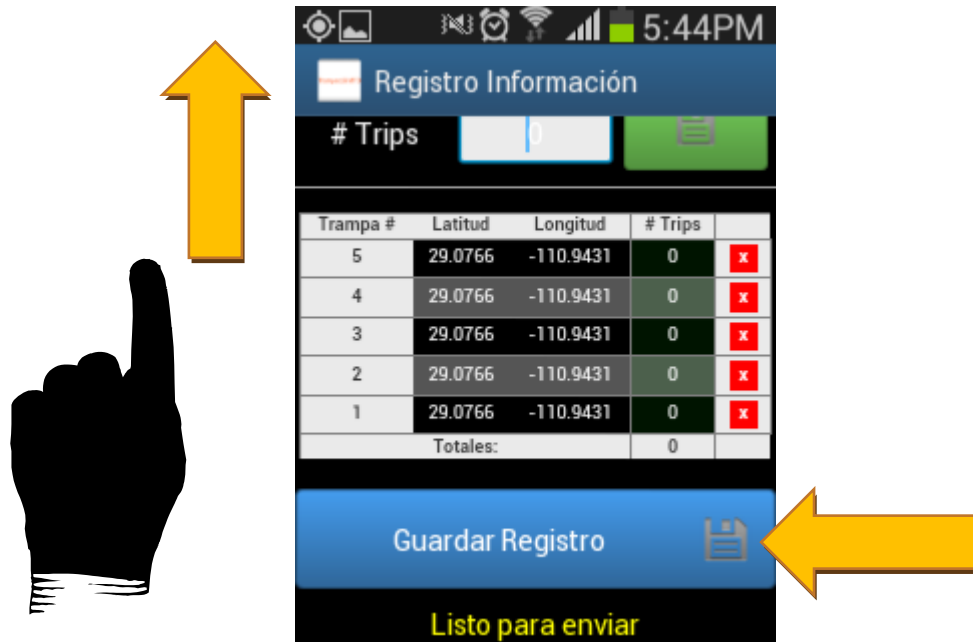 5:44PM
Registro Información
# Trips 0
Trampa # Latitud Longitud # Trips
5 29.0766 -110.9431 0 x
4 29.0766 -110.9431 0 x
3 29.0766 -110.9431 0 x
2 29.0766 -110.9431 0 x
1 29.0766 -110.9431 0 x
Totales: 0
Guardar Registro
Listo para enviar